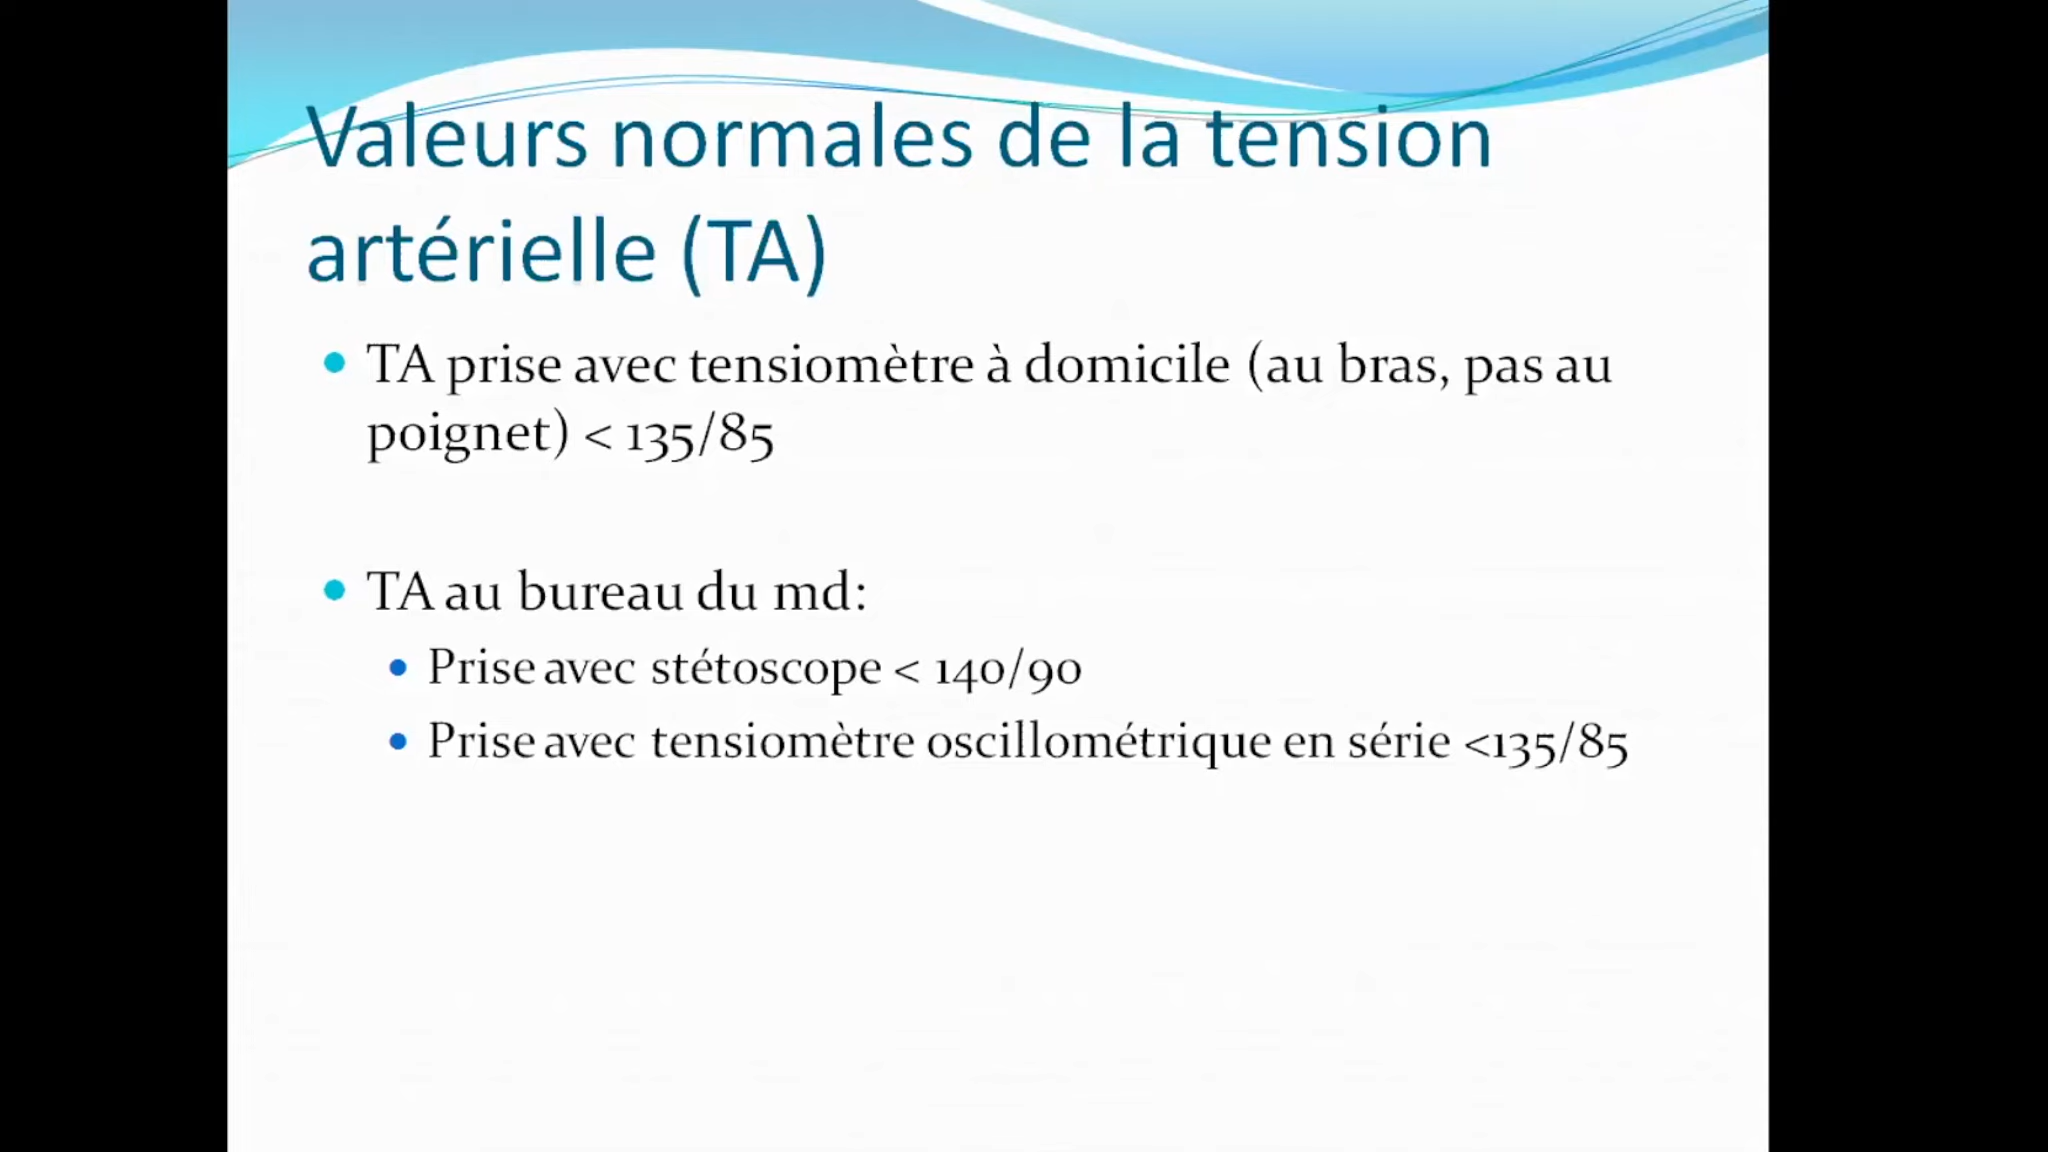 Valeurs normales de la tension
artérielle (TA)
• TA prise avec tensiomètre à domicile (au bras, pas au
poignet) < 135/85
• TA au bureau du md:
• Prise avec stétoscope < 140/90
• Prise avec tensiomètre oscillométrique en série <135/85